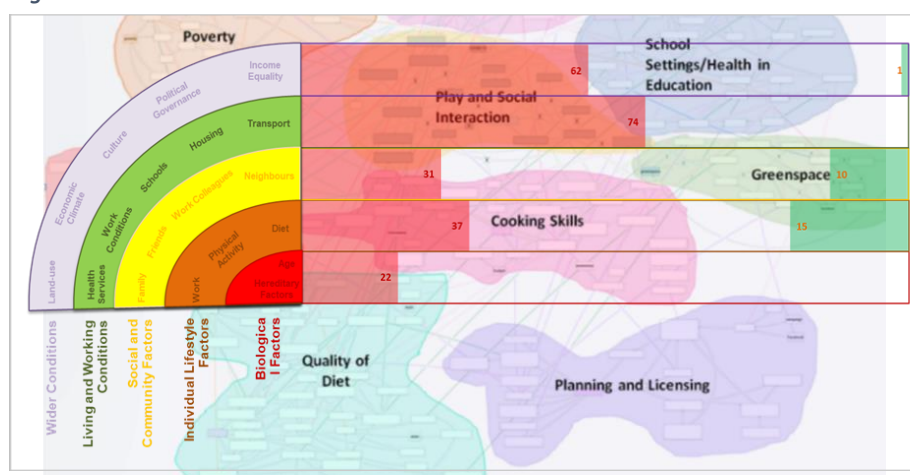 Poverty
School
Settings/Health in
Education
Income
Equality
62
1
Political
Governance
Play and Social
Interaction
Culture
Housing
Transport
74
Schools
Work Colleagues
Neighbours
31
Greenspace
10
Economic
Climate
Work
Conditions
Friends
Physical
Activity
Diet
37
Cooking Skills
15
Land-use
Health
Services
Family
Work
Age
Hereditary
Factors
22
Wider Conditions
Living and Working
Conditions
Social and
Community Factors
Individual Lifestyle
Factors
Biologica
l Factors
Quality of
Diet
Planning and Licensing